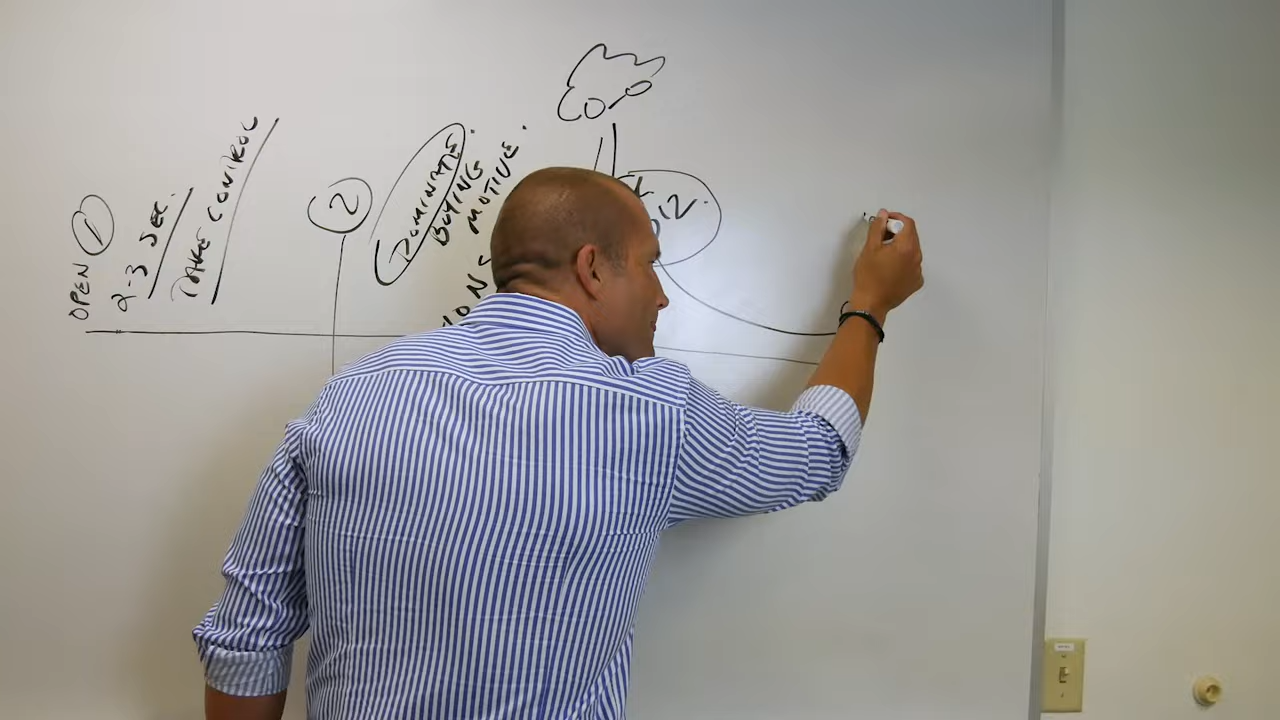 OPEN ①
2-3 SEC.
TAKE CONTROL
②
DOMINATE
BUYING
MOTIVE.